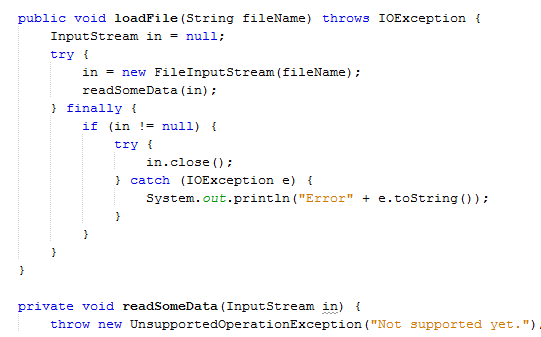 public void loadFile(String fileName) throws IOException {
    InputStream in = null;
    try {
        in = new FileInputStream(fileName);
        readSomeData(in);
    } finally {
        if (in != null) {
            try {
                in.close();
            } catch (IOException e) {
                System.out.println("Error" + e.toString());
            }
        }
    }
}

private void readSomeData(InputStream in) {
    throw new UnsupportedOperationException("Not supported yet.")